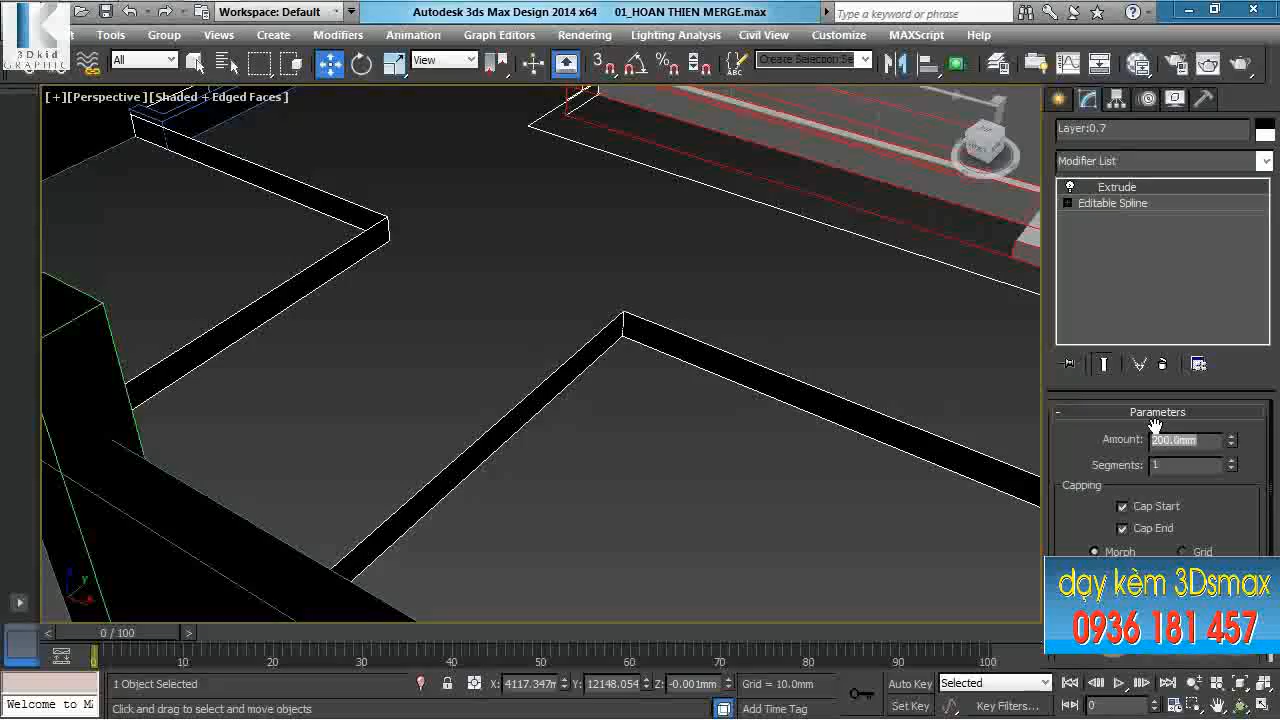 Workspace: Default
Autodesk 3ds Max Design 2014 x64 01_HOAN THIEN MERGE.max
Type a keyword or phrase
3Dkid
GRAPHIC
Tools Group Views Create Modifiers Animation Graph Editors Rendering Lighting Analysis Civil View Customize MAXScript Help
All
View
3
ABC
Create Selection Se
[+][Perspective][Shaded + Edged Faces]
Layer:0.7
Modifier List
Extrude
Editable Spline
Parameters
Amount: 200.0mm
Segments: 1
Capping
Cap Start
Cap End
Morph Grid
dạy kèm 3Dsmax
0936 181 457
z
y
x
< 0 / 100 >
0 10 20 30 40 50 60 70 80 90 100
1 Object Selected
X: 4117.347m Y: 12148.054 Z: -0.001mm Grid = 10.0mm
Auto Key Selected
Welcome to M
Click and drag to select and move objects
Add Time Tag
Set Key Key Filters... 0